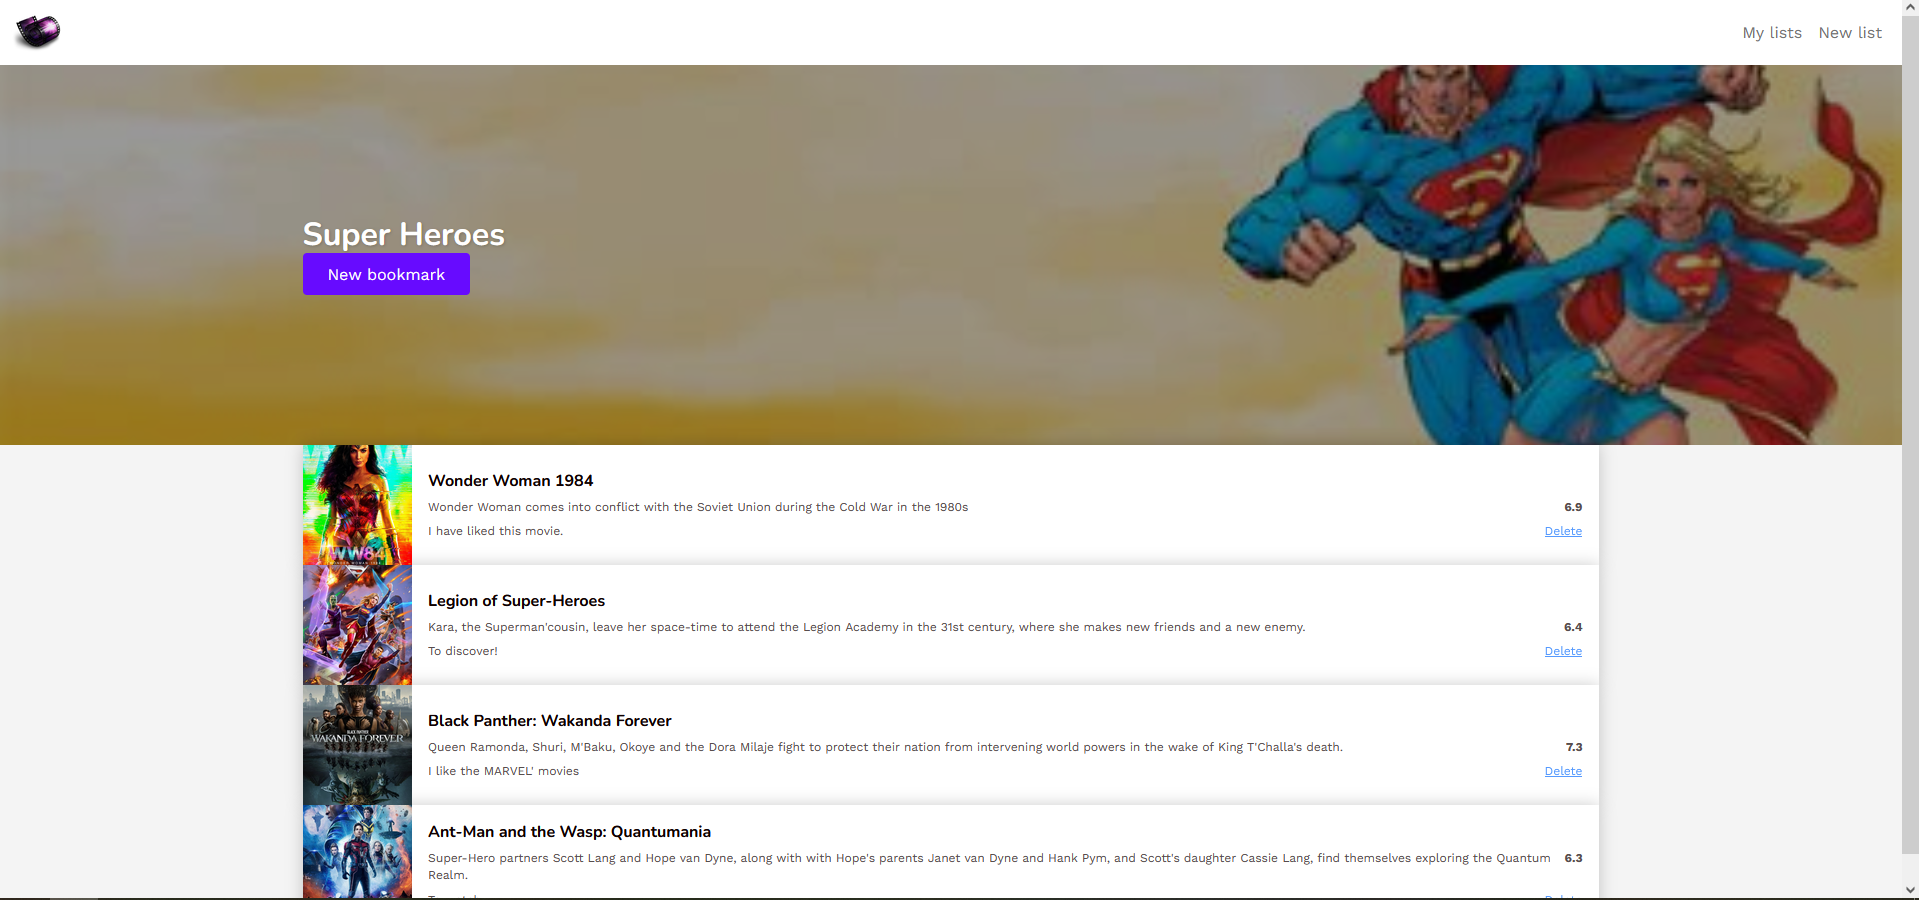 My lists New list
Super Heroes
New bookmark
Wonder Woman 1984
Wonder Woman comes into conflict with the Soviet Union during the Cold War in the 1980s 6.9
I have liked this movie. Delete
WW84
Legion of Super-Heroes
Kara, the Superman'cousin, leave her space-time to attend the Legion Academy in the 31st century, where she makes new friends and a new enemy. 6.4
To discover! Delete
Black Panther: Wakanda Forever
BLACK PANTHER
WAKANDA FOREVER
Queen Ramonda, Shuri, M'Baku, Okoye and the Dora Milaje fight to protect their nation from intervening world powers in the wake of King T'Challa's death. 7.3
I like the MARVEL' movies Delete
Ant-Man and the Wasp: Quantumania
Super-Hero partners Scott Lang and Hope van Dyne, along with with Hope's parents Janet van Dyne and Hank Pym, and Scott's daughter Cassie Lang, find themselves exploring the Quantum 6.3
Realm.